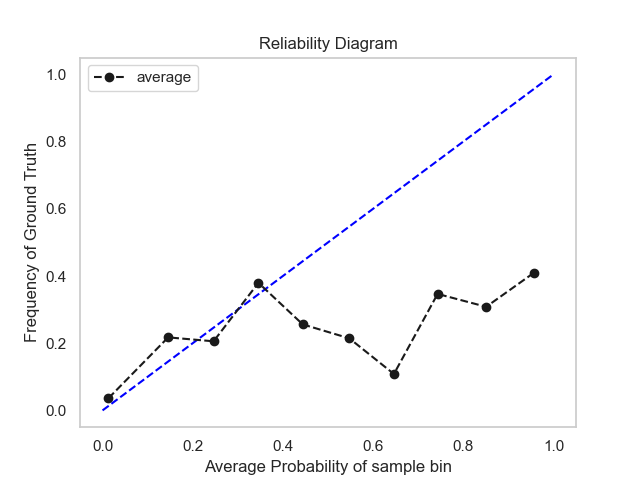 Reliability Diagram
average
Frequency of Ground Truth
1.0
0.8
0.6
0.4
0.2
0.0
0.0 0.2 0.4 0.6 0.8 1.0
Average Probability of sample bin